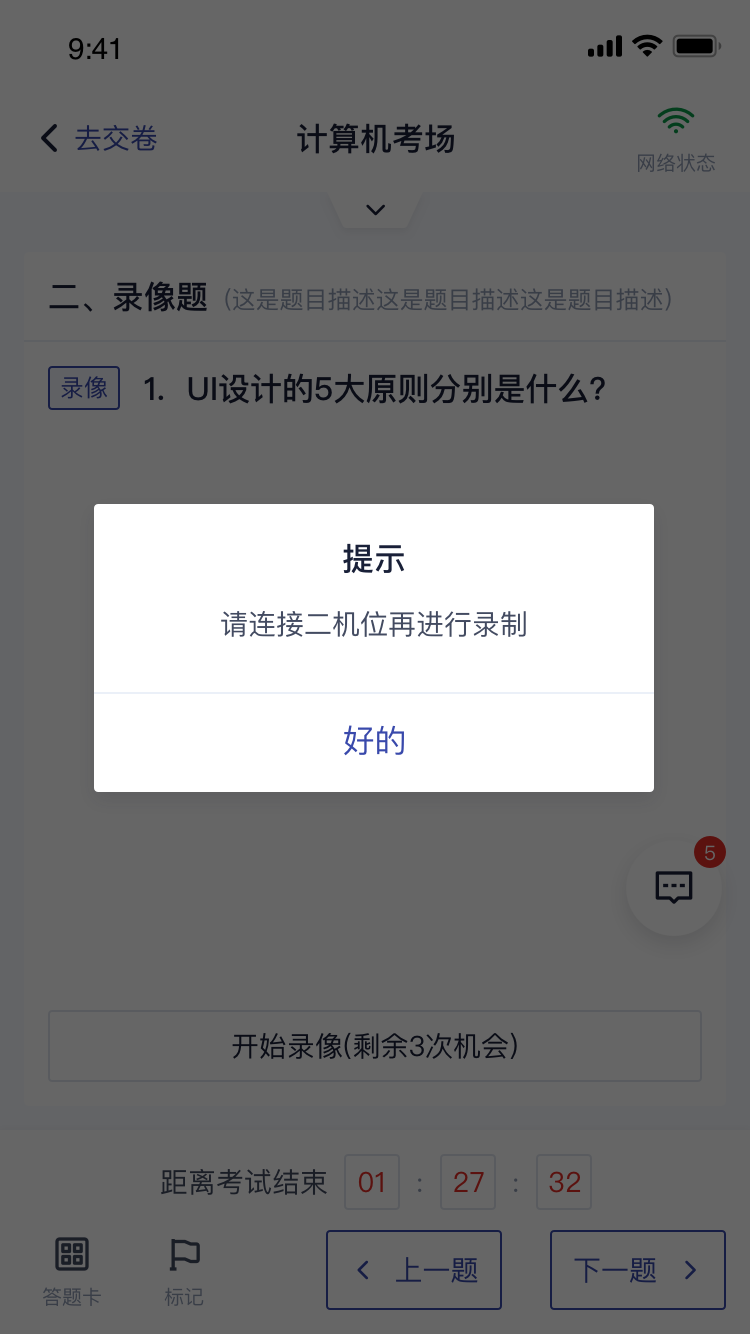 9:41
去交卷
计算机考场
网络状态
二、录像题 (这是题目描述这是题目描述这是题目描述)
录像 1. UI设计的5大原则分别是什么?
提示
请连接二机位再进行录制
好的
5
开始录像(剩余3次机会)
距离考试结束 01 : 27 : 32
答题卡
标记
上一题
下一题